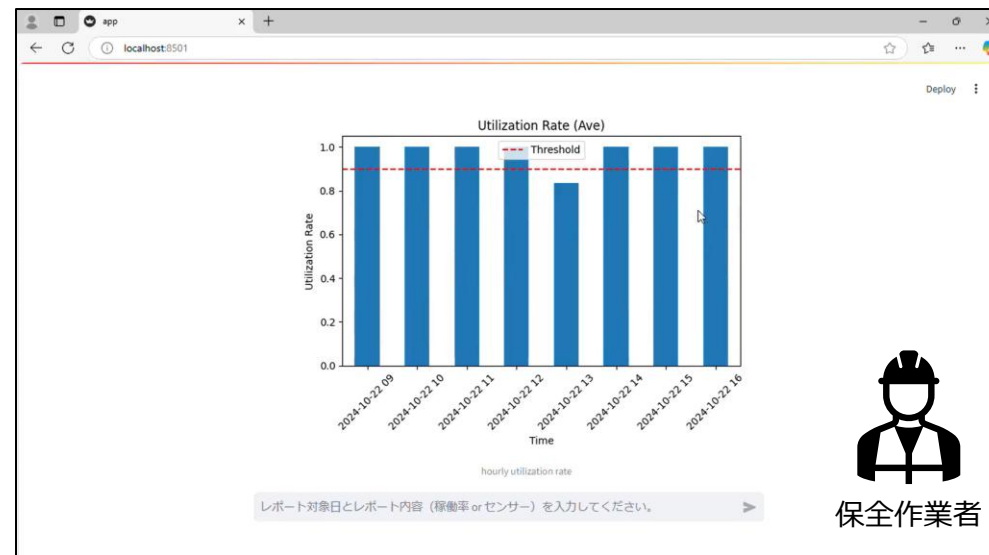 app
localhost:8501
Deploy
Utilization Rate (Ave)
Threshold
1.0
0.8
0.6
0.4
0.2
0.0
Utilization Rate
2024-10-22 09
2024-10-22 10
2024-10-22 11
2024-10-22 12
2024-10-22 13
2024-10-22 14
2024-10-22 15
2024-10-22 16
Time
hourly utilization rate
レポート対象日とレポート内容（稼働率 or センサー）を入力してください。
保全作業者